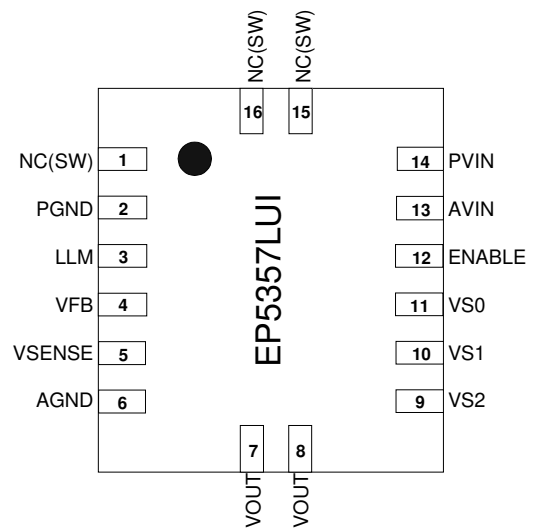 NC(SW)
NC(SW)
16
15
NC(SW)
1
14
PVIN
PGND
2
13
AVIN
LLM
3
12
ENABLE
VFB
4
11
VS0
VSENSE
5
10
VS1
AGND
6
9
VS2
EP5357LUI
7
8
VOUT
VOUT